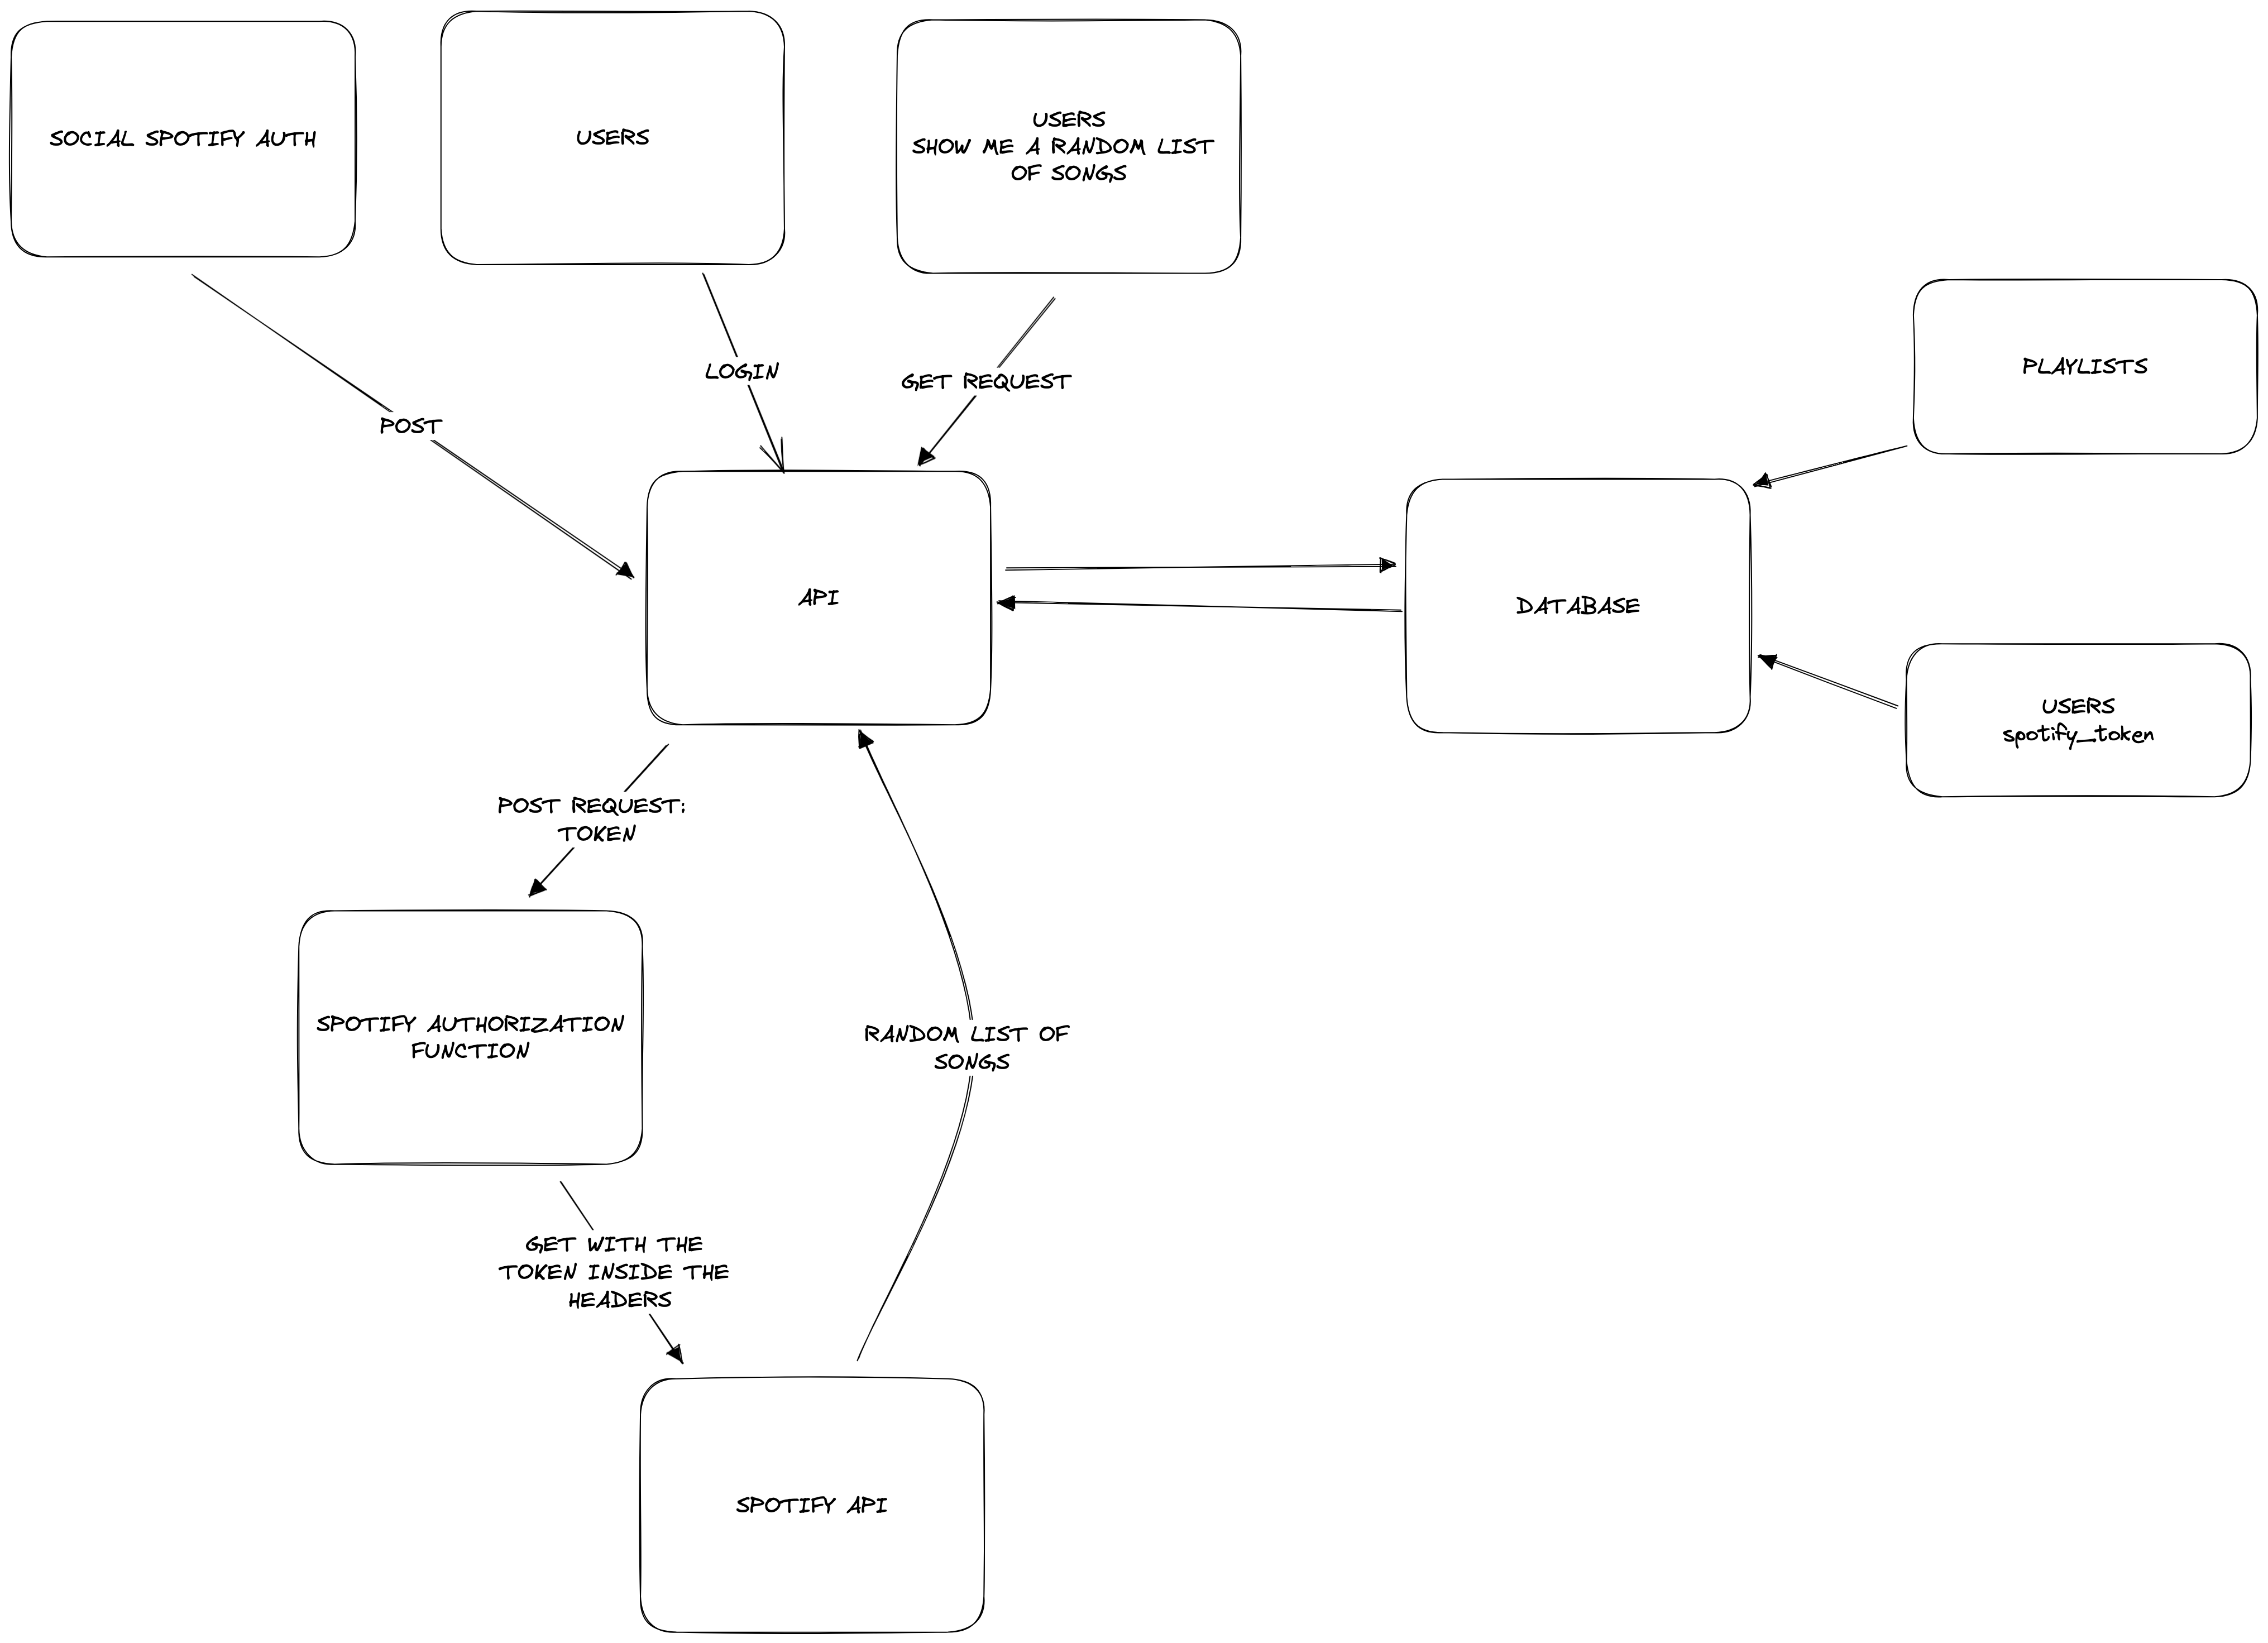 SOCIAL SPOTIFY AUTH
USERS
USERS
SHOW ME A RANDOM LIST
OF SONGS
PLAYLISTS
LOGIN
GET REQUEST
POST
API
DATABASE
USERS
spotify_token
POST REQUEST:
TOKEN
SPOTIFY AUTHORIZATION
FUNCTION
RANDOM LIST OF
SONGS
GET WITH THE
TOKEN INSIDE THE
HEADERS
SPOTIFY API